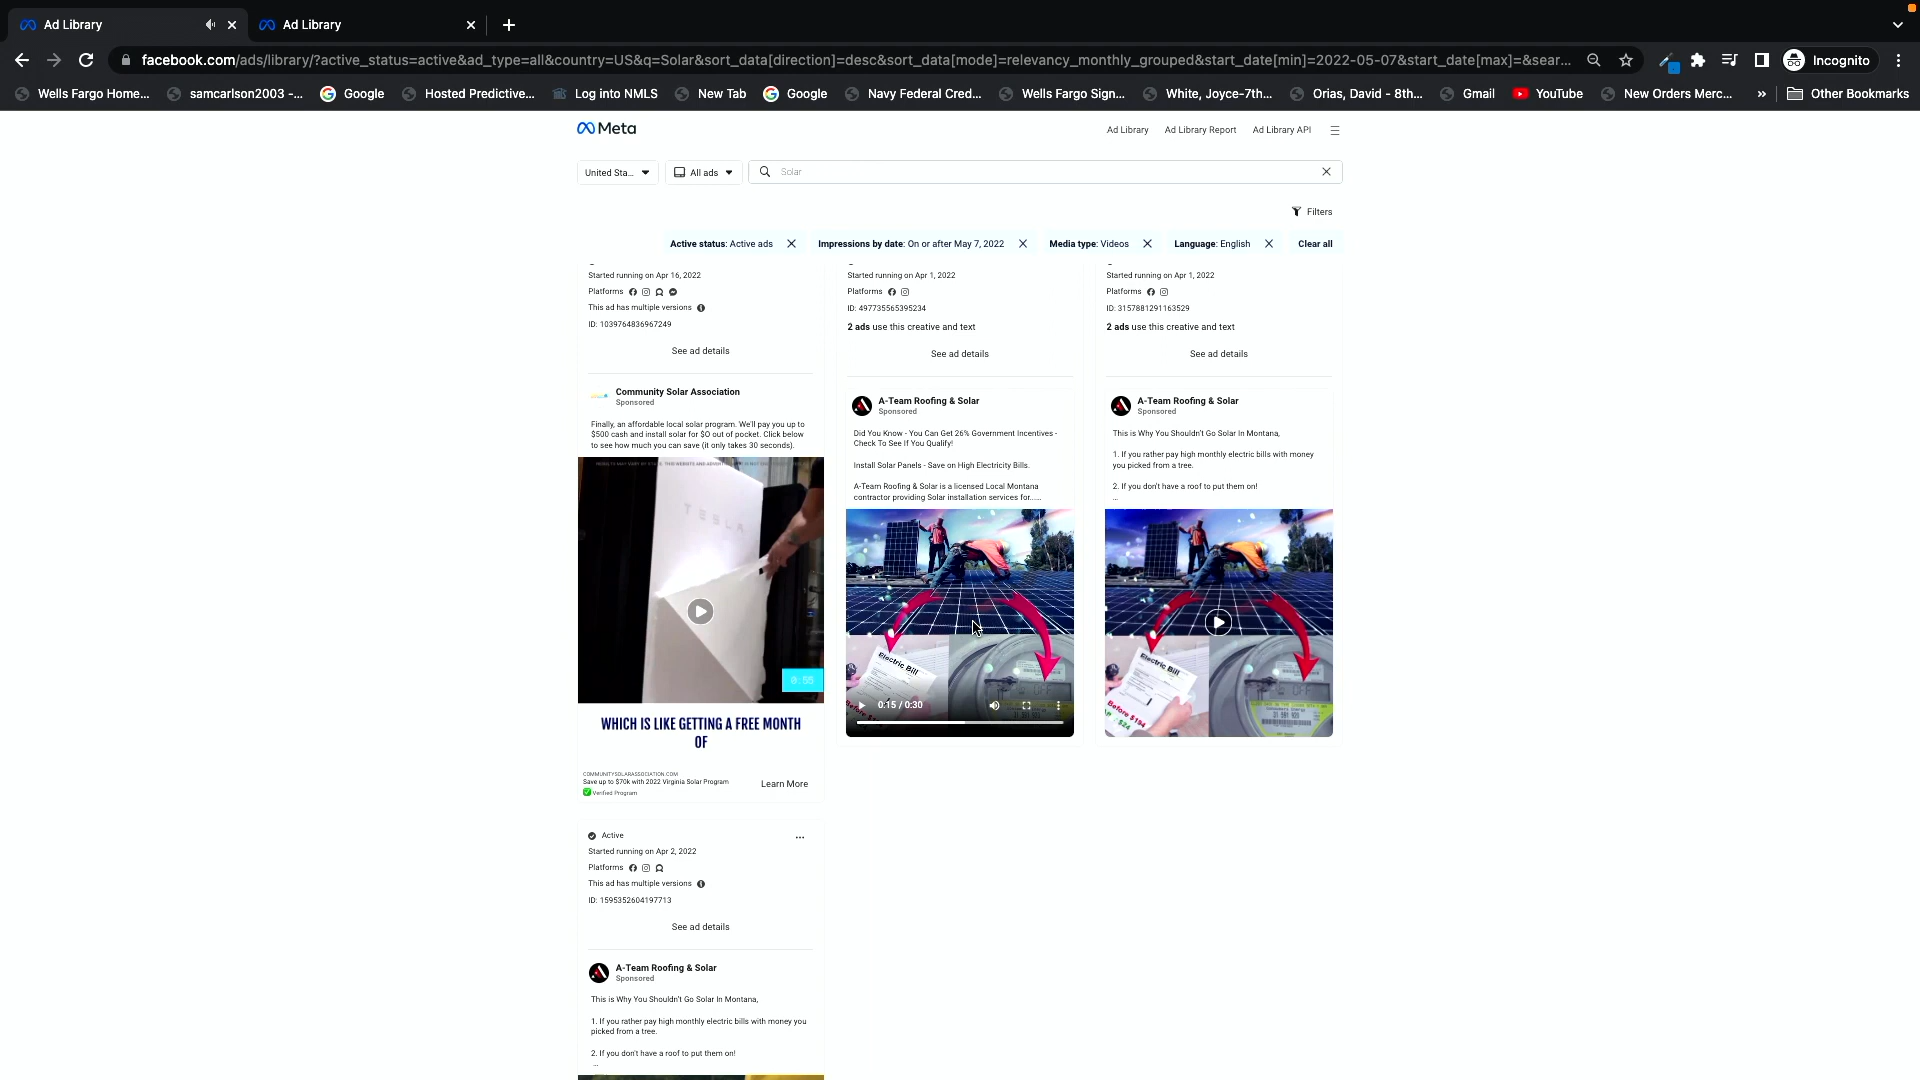 Ad Library
Ad Library
facebook.com/ads/library/?active_status=active&ad_type=all&country=US&q=Solar&sort_data[direction]=desc&sort_data[mode]=relevancy_monthly_grouped&start_date[min]=2022-05-07&start_date[max]=&sear...
Incognito
Wells Fargo Home...
samcarlson2003 -...
Google
Hosted Predictive...
Log into NMLS
New Tab
Google
Navy Federal Cred...
Wells Fargo Sign...
White, Joyce-7th...
Orias, David - 8th...
Gmail
YouTube
New Orders Merc...
»
Other Bookmarks
Meta
Ad Library
Ad Library Report
Ad Library API
United Sta...
All ads
Solar
Filters
Active status: Active ads
Impressions by date: On or after May 7, 2022
Media type: Videos
Language: English
Clear all
Started running on Apr 16, 2022
Platforms
This ad has multiple versions
ID: 1039764836967249
See ad details
Community Solar Association
Sponsored
Finally, an affordable local solar program. We'll pay you up to
$500 cash and install solar for $0 out of pocket. Click below
to see how much you can save (it only takes 30 seconds).
TESLA
0:55
WHICH IS LIKE GETTING A FREE MONTH
OF
COMMUNITYSOLARASSOCIATION.COM
Save up to $70k with 2022 Virginia Solar Program
Verified Program
Learn More
Active
...
Started running on Apr 2, 2022
Platforms
This ad has multiple versions
ID: 1595352604197713
See ad details
A-Team Roofing & Solar
Sponsored
This is Why You Shouldn't Go Solar In Montana,
1. If you rather pay high monthly electric bills with money you
picked from a tree.
2. If you don't have a roof to put them on!
...
Started running on Apr 1, 2022
Platforms
ID: 497735565395234
2 ads use this creative and text
See ad details
A-Team Roofing & Solar
Sponsored
Did You Know - You Can Get 26% Government Incentives -
Check To See If You Qualify!
Install Solar Panels - Save on High Electricity Bills.
A-Team Roofing & Solar is a licensed Local Montana
contractor providing Solar installation services for......
Electric Bill
0:15 / 0:30
Started running on Apr 1, 2022
Platforms
ID: 3157881291163529
2 ads use this creative and text
See ad details
A-Team Roofing & Solar
Sponsored
This is Why You Shouldn't Go Solar In Montana,
1. If you rather pay high monthly electric bills with money
you picked from a tree.
2. If you don't have a roof to put them on!
...
Electric Bill
Before $194
: $24